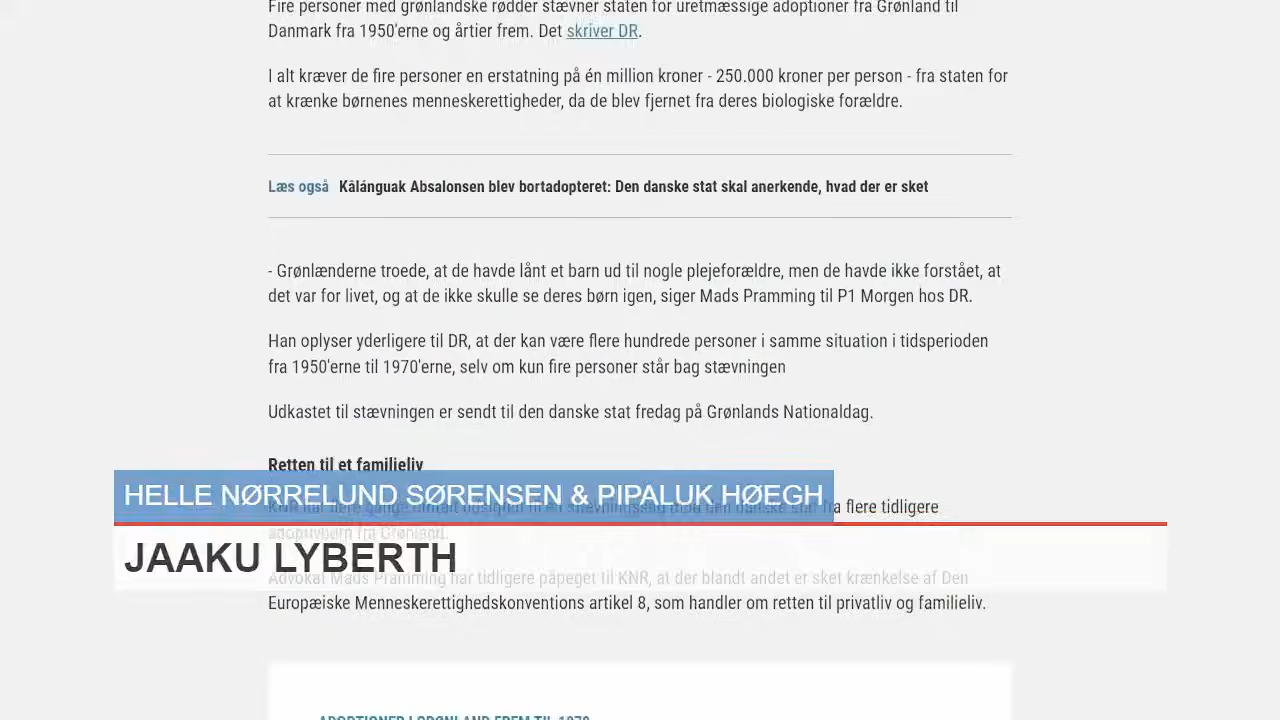 Fire personer med grønlandske rødder stævner staten for uretmæssige adoptioner fra Grønland til
Danmark fra 1950'erne og årtier frem. Det skriver DR.
I alt kræver de fire personer en erstatning på én million kroner - 250.000 kroner per person - fra staten for
at krænke børnenes menneskerettigheder, da de blev fjernet fra deres biologiske forældre.
Læs også Kâlánguak Absalonsen blev bortadopteret: Den danske stat skal anerkende, hvad der er sket
- Grønlænderne troede, at de havde lånt et barn ud til nogle plejeforældre, men de havde ikke forstået, at
det var for livet, og at de ikke skulle se deres børn igen, siger Mads Pramming til P1 Morgen hos DR.
Han oplyser yderligere til DR, at der kan være flere hundrede personer i samme situation i tidsperioden
fra 1950'erne til 1970'erne, selv om kun fire personer står bag stævningen
Udkastet til stævningen er sendt til den danske stat fredag på Grønlands Nationaldag.
Retten til et familieliv
HELLE NØRRELUND SØRENSEN & PIPALUK HØEGH
KNR har flere gange omtalt fra flere tidligere
adoptivbørn fra Grønland.
JAAKU LYBERTH
Advokat Mads Pramming har tidligere påpeget til KNR, at der blandt andet er sket krænkelse af Den
Europæiske Menneskerettighedskonventions artikel 8, som handler om retten til privatliv og familieliv.
ADOPTIONER I GRØNLAND FREM TIL 1979